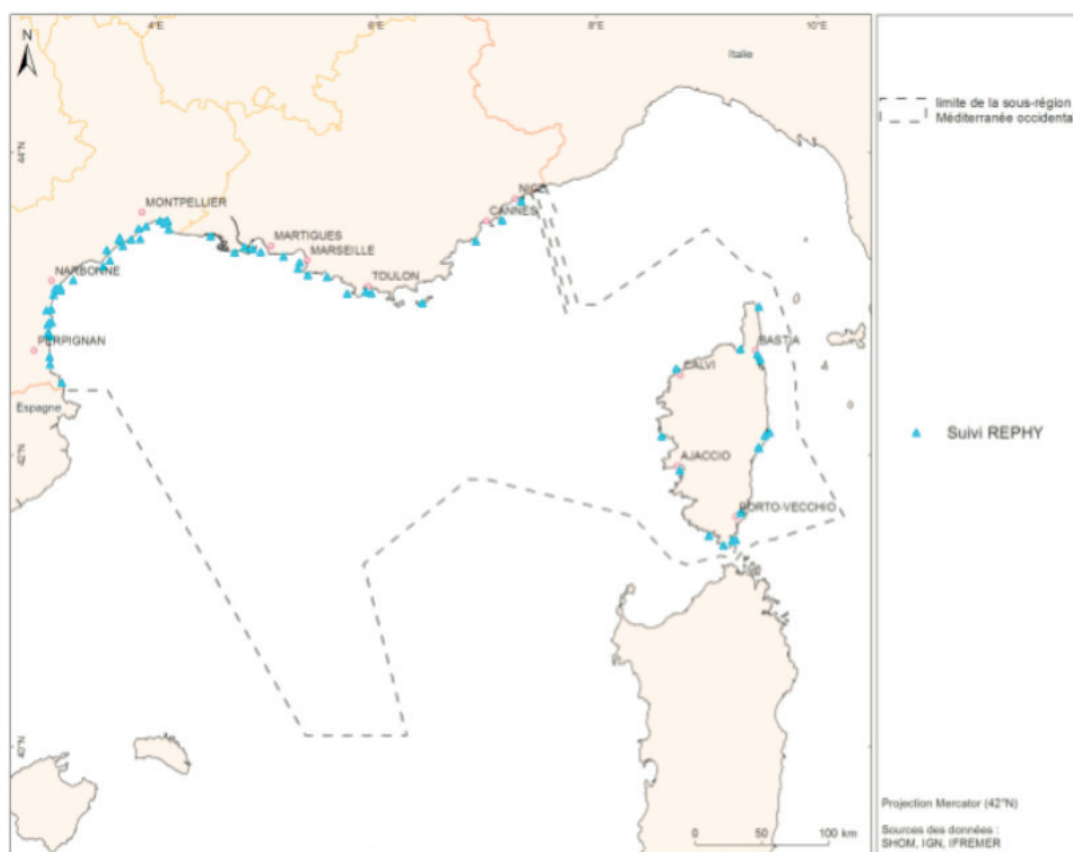 4°E
6°E
8°E
10°E
N
Italie
44°N
limite de la sous-région
Méditerranée occidenta
MONTPELLIER
NICE
CANNES
MARTIGUES
MARSEILLE
NARBONNE
TOULON
PERPIGNAN
BASTIA
CALVI
Espagne
Suivi REPHY
42°N
AJACCIO
PORTO-VECCHIO
40°N
Projection Mercator (42°N)
0 50 100 km
Sources des données :
SHOM, IGN, IFREMER